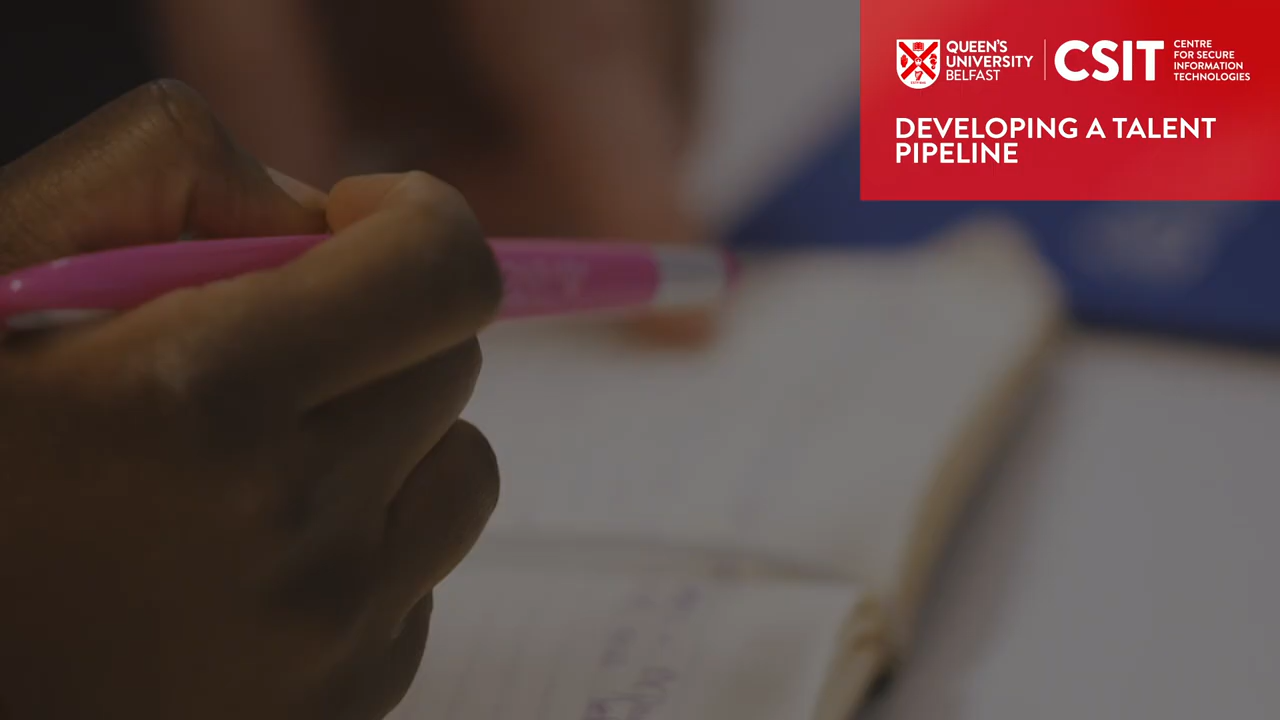 QUEEN'S
UNIVERSITY
BELFAST
CSIT
CENTRE
FOR SECURE
INFORMATION
TECHNOLOGIES
DEVELOPING A TALENT
PIPELINE